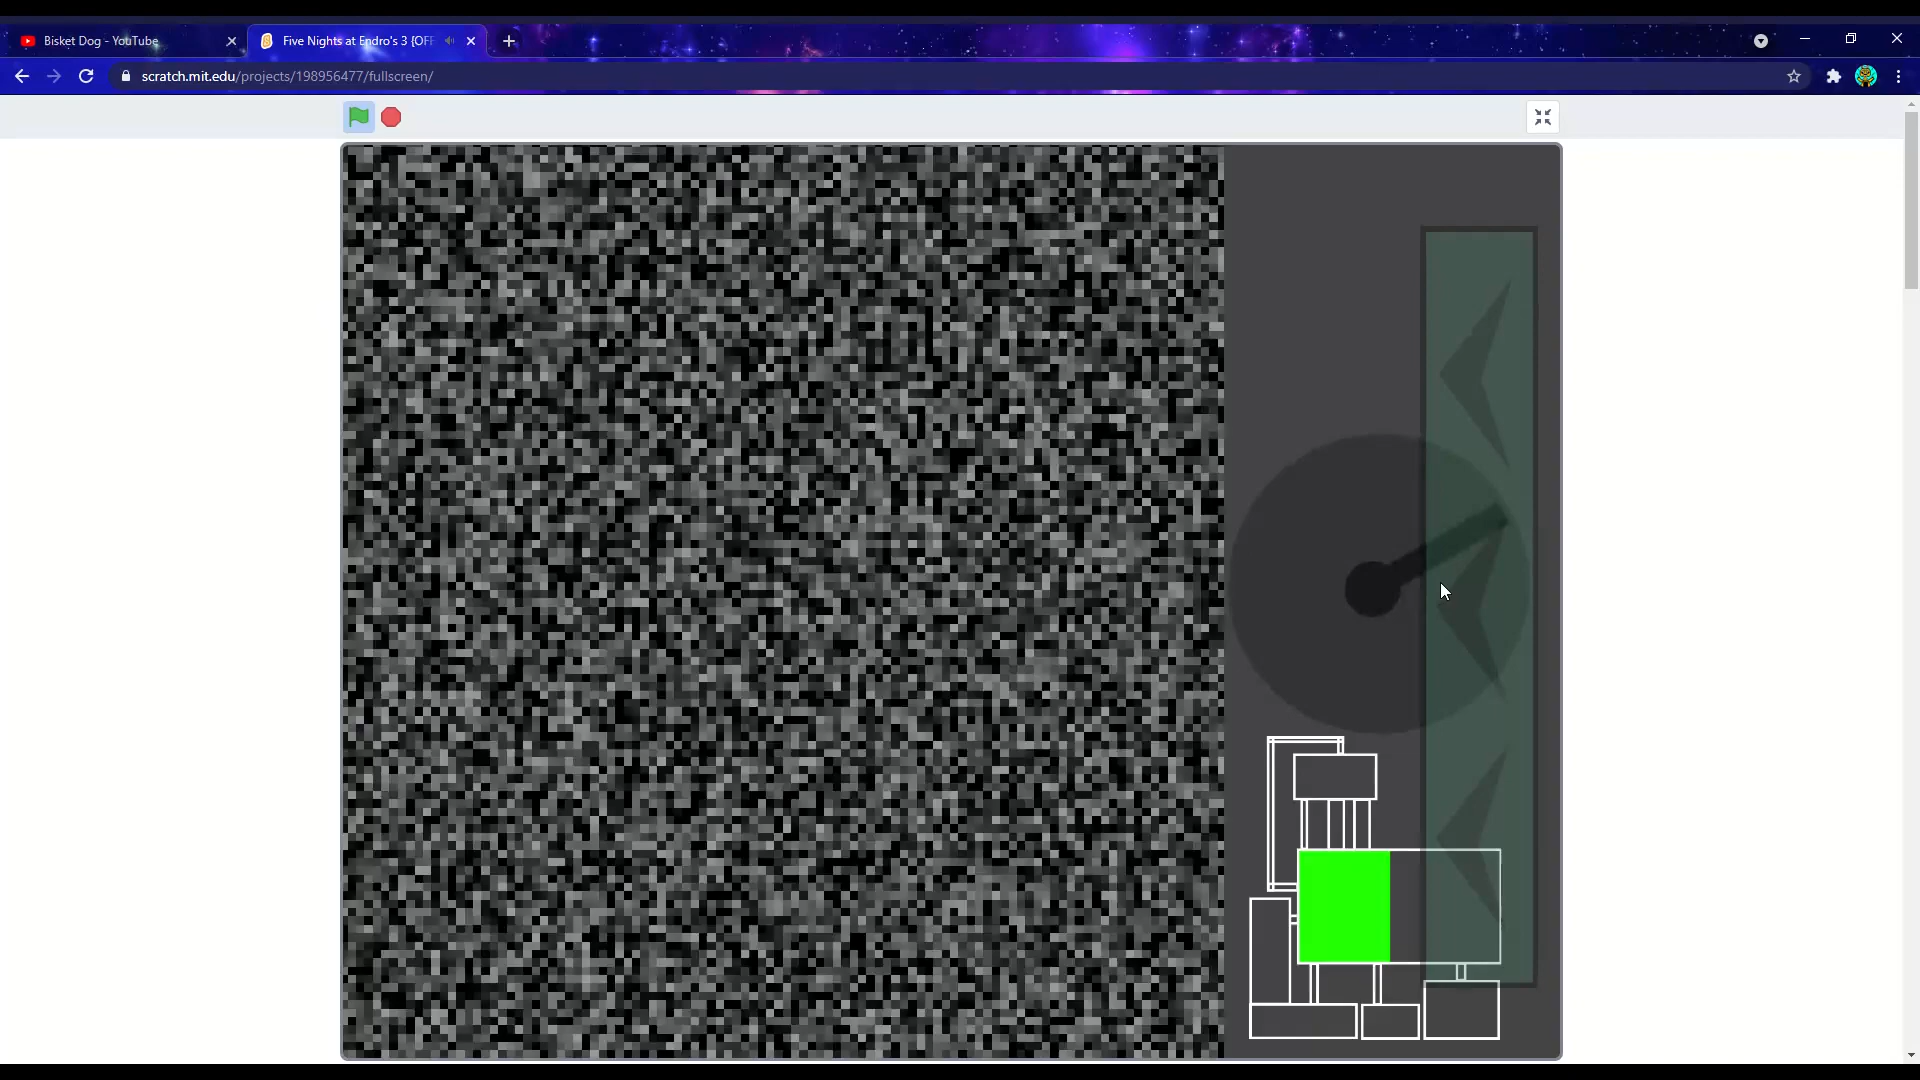 Bisket Dog - YouTube
Five Nights at Endro's 3 {OFF
scratch.mit.edu/projects/198956477/fullscreen/